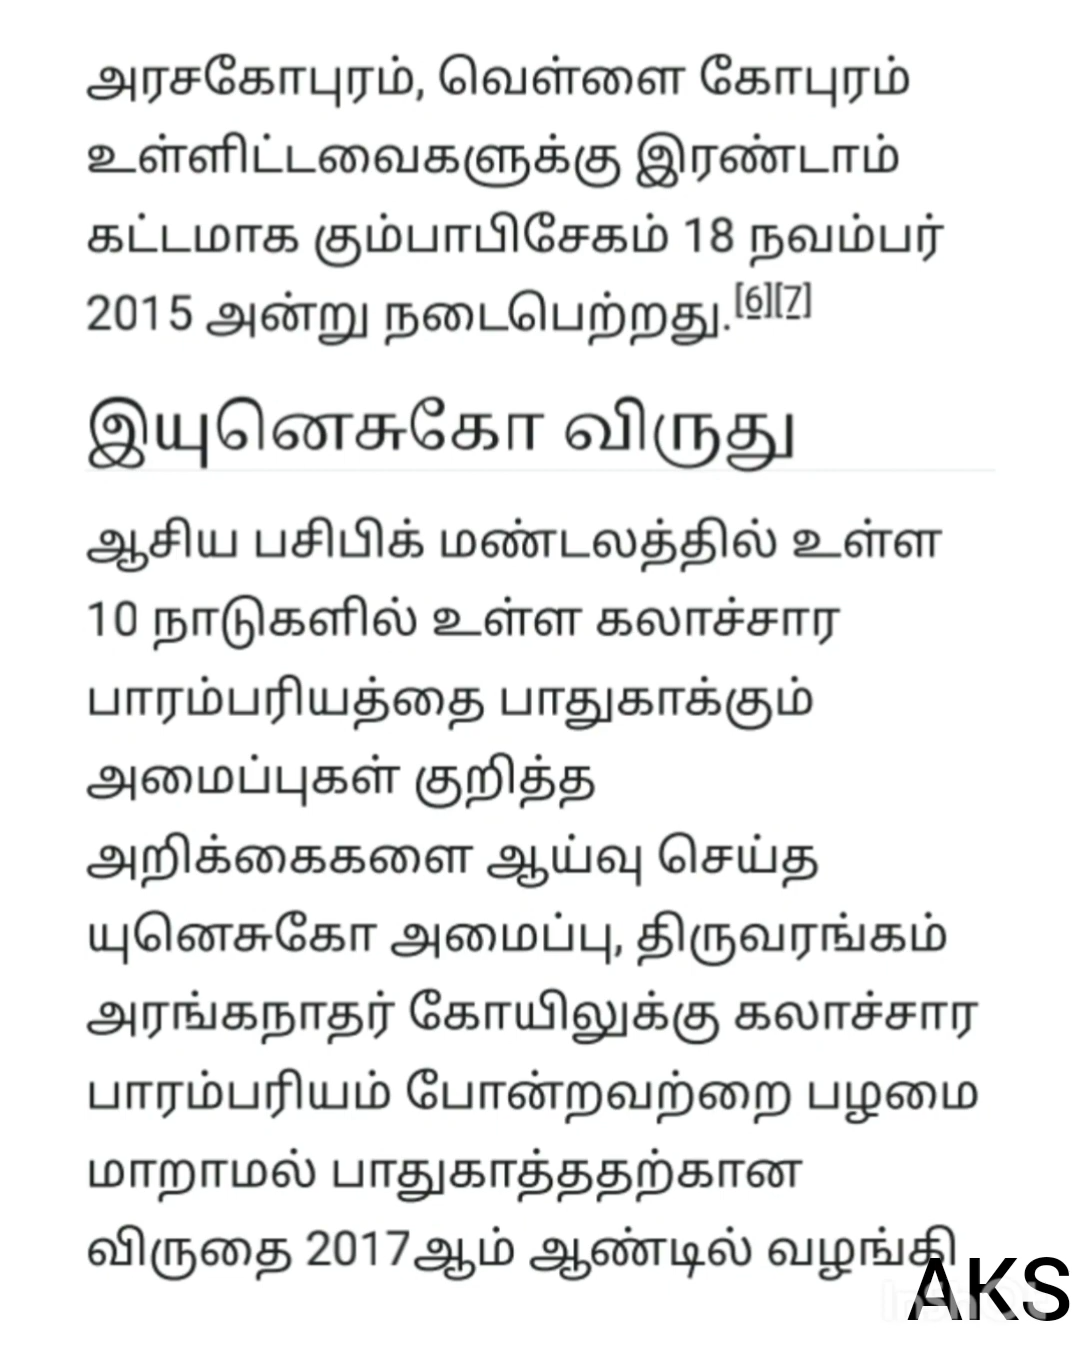 அரசகோபுரம், வெள்ளை கோபுரம்
உள்ளிட்டவைகளுக்கு இரண்டாம்
கட்டமாக கும்பாபிசேகம் 18 நவம்பர்
2015 அன்று நடைபெற்றது.[6][7]
இயுனெசுகோ விருது
ஆசிய பசிபிக் மண்டலத்தில் உள்ள
10 நாடுகளில் உள்ள கலாச்சார
பாரம்பரியத்தை பாதுகாக்கும்
அமைப்புகள் குறித்த
அறிக்கைகளை ஆய்வு செய்த
யுனெசுகோ அமைப்பு, திருவரங்கம்
அரங்கநாதர் கோயிலுக்கு கலாச்சார
பாரம்பரியம் போன்றவற்றை பழமை
மாறாமல் பாதுகாத்ததற்கான
விருதை 2017ஆம் ஆண்டில் வழங்கி
AKS